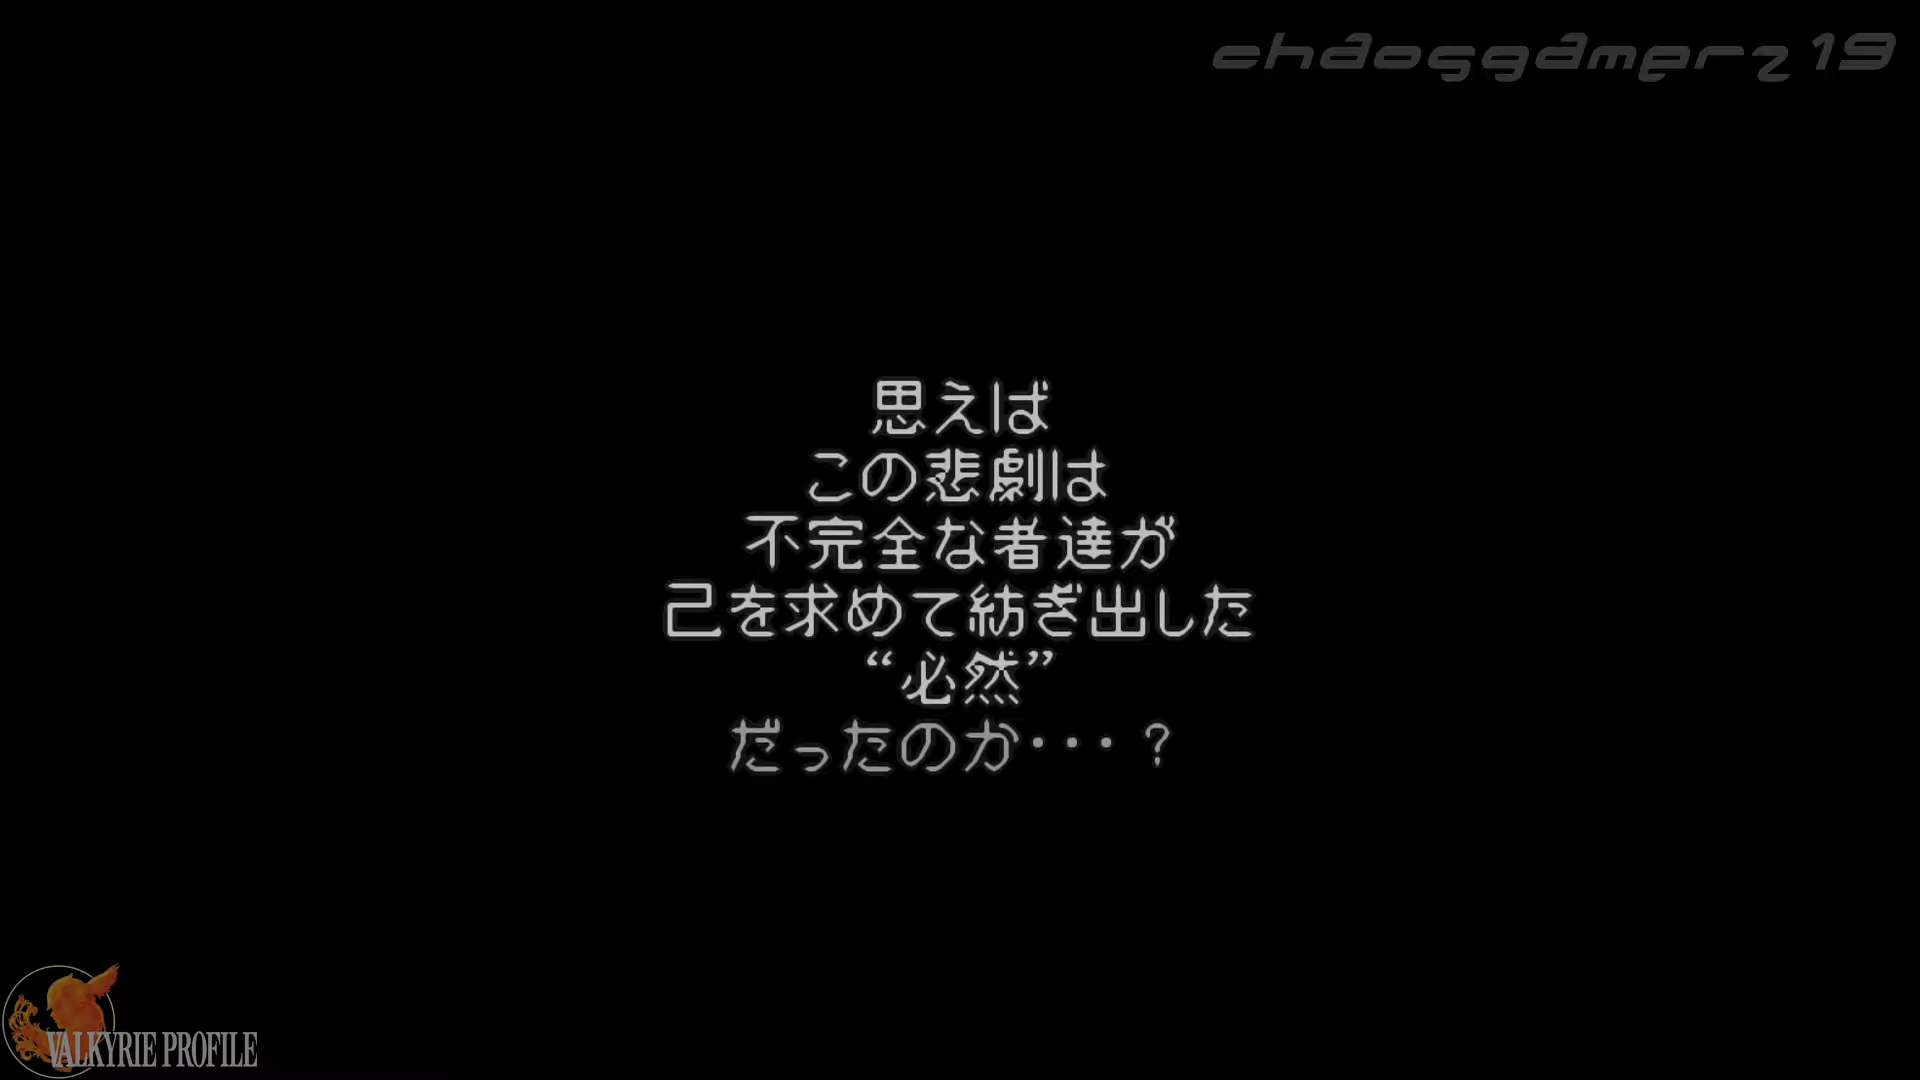 chaosggamerz19
思えば
この悲劇は
不完全な者達が
己を求めて紡ぎ出した
“必然”
だったのか・・・？
VALKYRIE PROFILE